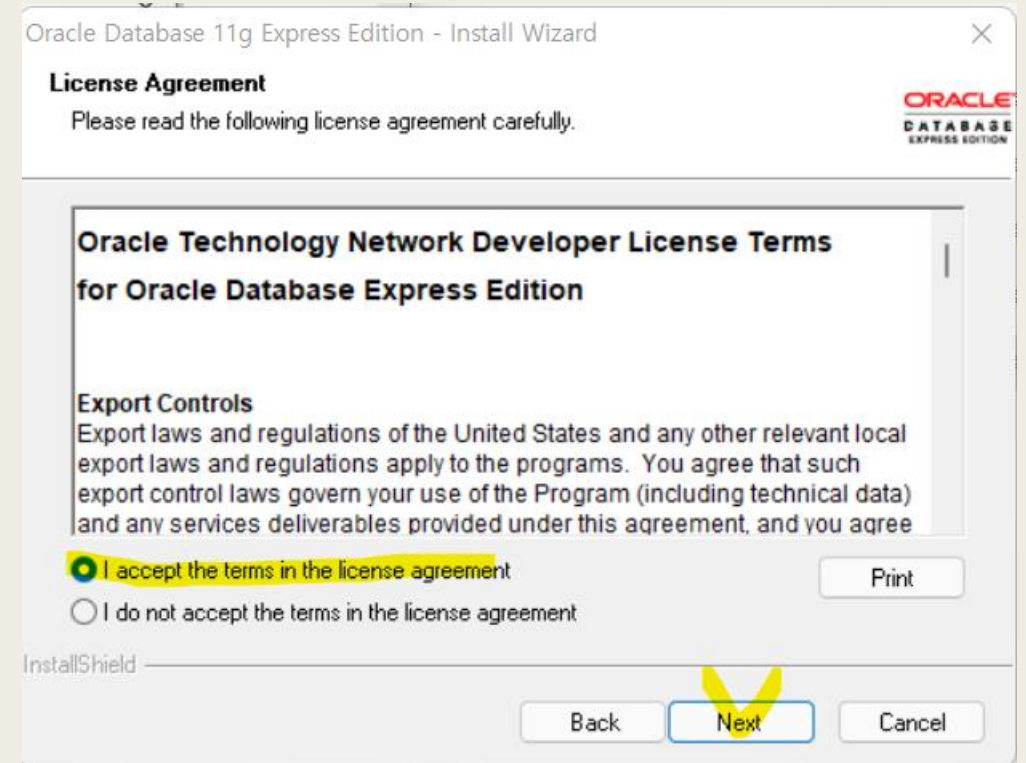 Oracle Database 11g Express Edition - Install Wizard
License Agreement
Please read the following license agreement carefully.
ORACLE
DATABASE
EXPRESS EDITION
Oracle Technology Network Developer License Terms
for Oracle Database Express Edition
Export Controls
Export laws and regulations of the United States and any other relevant local
export laws and regulations apply to the programs.  You agree that such
export control laws govern your use of the Program (including technical data)
and any services deliverables provided under this agreement, and you agree
I accept the terms in the license agreement
Print
I do not accept the terms in the license agreement
InstallShield
Back Next Cancel